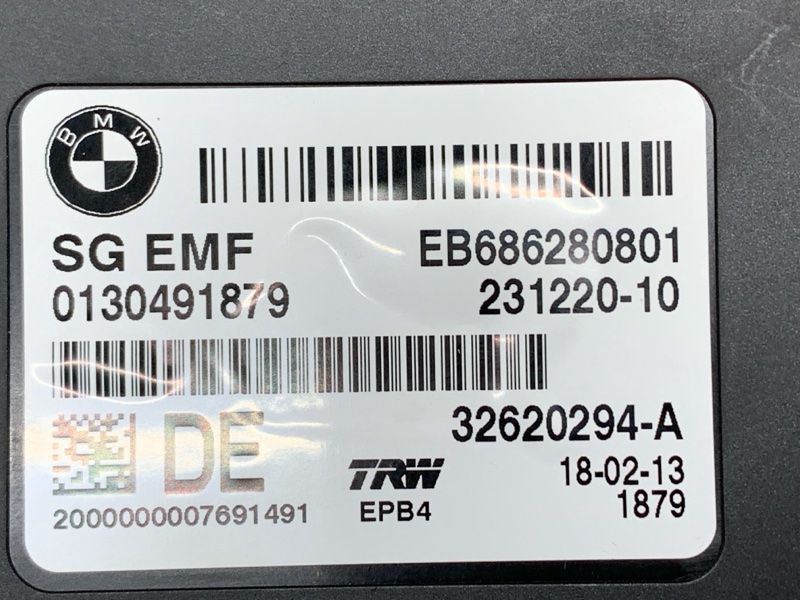 BMW
SG EMF EB686280801
0130491879 231220-10
DE 32620294-A
TRW 18-02-13
2000000007691491 EPB4 1879